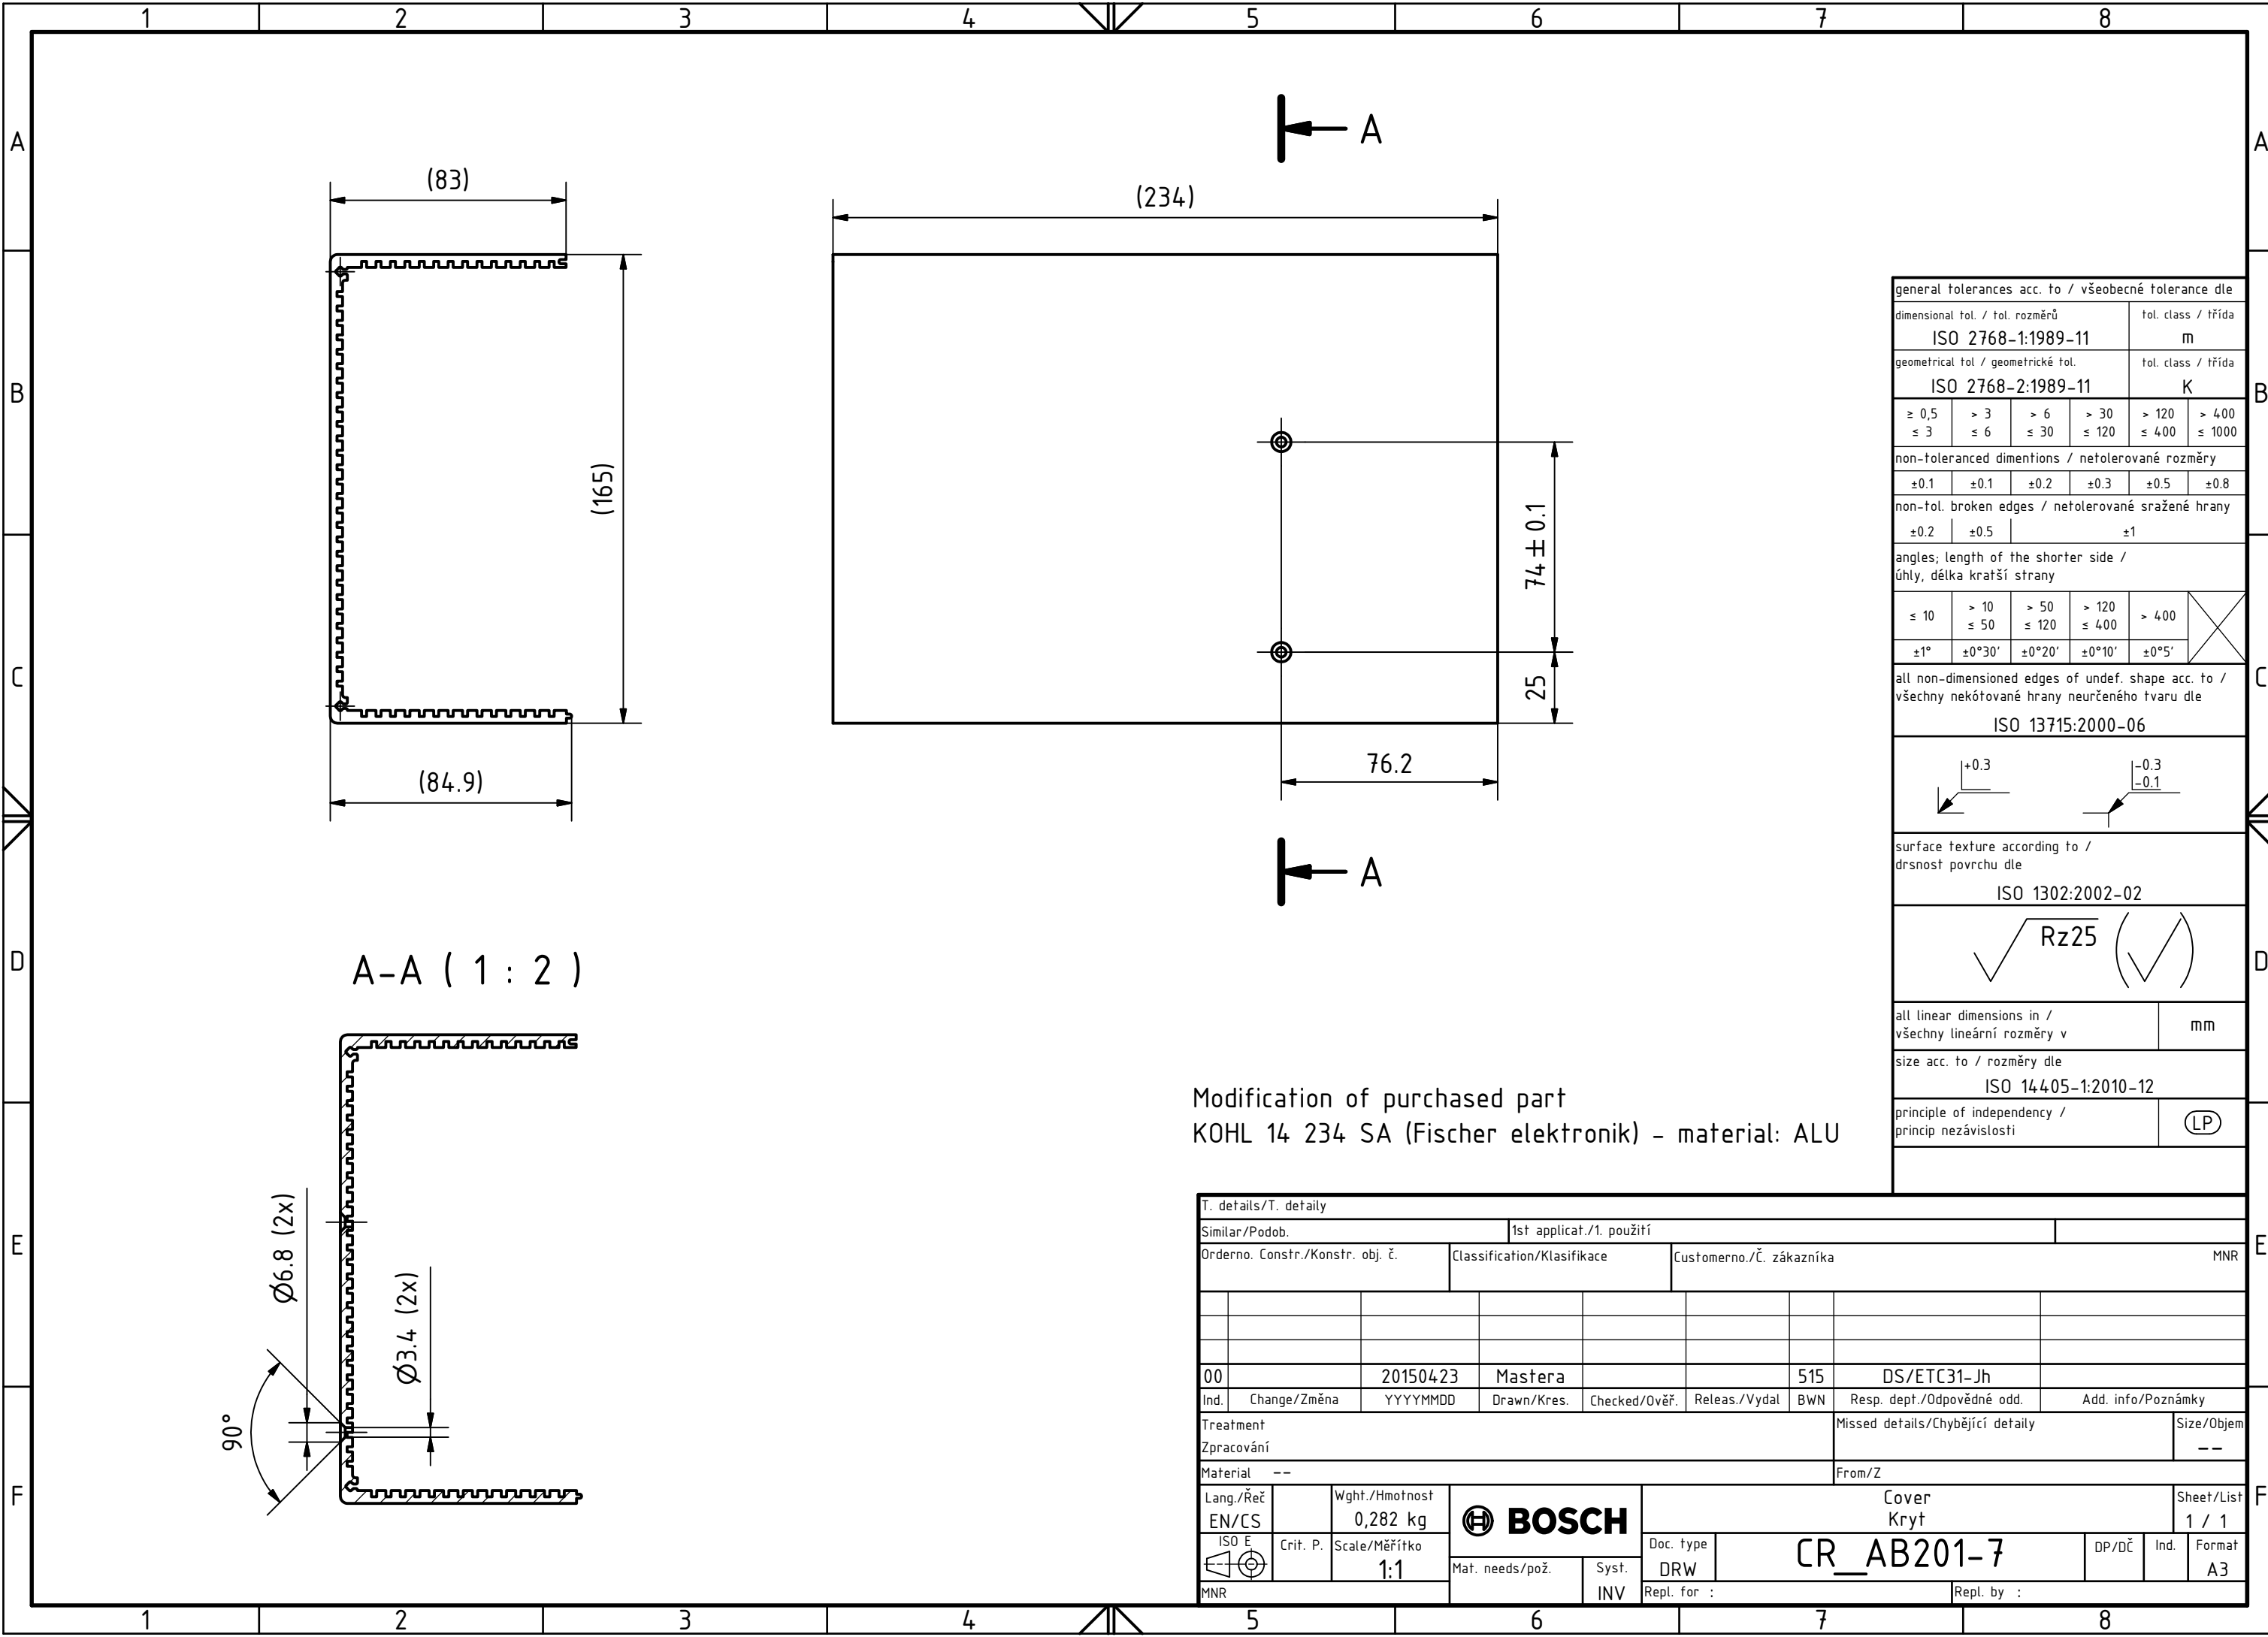 1 2 3 4 5 6 7 8
A
A
A
(83)
(234)
B
B
(165)
74±0.1
25
76.2
(84.9)
C
C
A
A-A ( 1 : 2 )
D
D
Ø6.8 (2x)
Ø3.4 (2x)
90°
E
E
F
F
Modification of purchased part
KOHL 14 234 SA (Fischer elektronik) - material: ALU
general tolerances acc. to / všeobecné tolerance dle
dimensional tol. / tol. rozměrů tol. class / třída
ISO 2768-1:1989-11 m
geometrical tol / geometrické tol. tol. class / třída
ISO 2768-2:1989-11 K
≥ 0,5 > 3 > 6 > 30 > 120 > 400
≤ 3 ≤ 6 ≤ 30 ≤ 120 ≤ 400 ≤ 1000
non-toleranced dimentions / netolerované rozměry
±0.1 ±0.1 ±0.2 ±0.3 ±0.5 ±0.8
non-tol. broken edges / netolerované sražené hrany
±0.2 ±0.5 ±1
angles; length of the shorter side /
úhly, délka kratší strany
≤ 10 > 10 > 50 > 120 > 400
≤ 50 ≤ 120 ≤ 400
±1° ±0°30' ±0°20' ±0°10' ±0°5'
all non-dimensioned edges of undef. shape acc. to /
všechny nekótované hrany neurčeného tvaru dle
ISO 13715:2000-06
+0.3 -0.3
-0.1
surface texture according to /
drsnost povrchu dle
ISO 1302:2002-02
Rz25
all linear dimensions in /
všechny lineární rozměry v mm
size acc. to / rozměry dle
ISO 14405-1:2010-12
principle of independency /
princip nezávislosti LP
T. details/T. detaily
Similar/Podob. 1st applicat./1. použití
Orderno. Constr./Konstr. obj. č. Classification/Klasifikace Customerno./Č. zákazníka MNR
00 20150423 Mastera 515 DS/ETC31-Jh
Ind. Change/Změna YYYYMMDD Drawn/Kres. Checked/Ověř. Releas./Vydal BWN Resp. dept./Odpovědné odd. Add. info/Poznámky
Treatment Missed details/Chybějící detaily Size/Objem
Zpracování --
Material -- From/Z
Lang./Řeč Wght./Hmotnost Cover Sheet/List
EN/CS 0,282 kg BOSCH Kryt 1 / 1
ISO E Crit. P. Scale/Měřítko Doc. type CR_AB201-7 DP/DČ Ind. Format
1:1 Mat. needs/pož. Syst. DRW A3
MNR INV Repl. for : Repl. by :
1 2 3 4 5 6 7 8